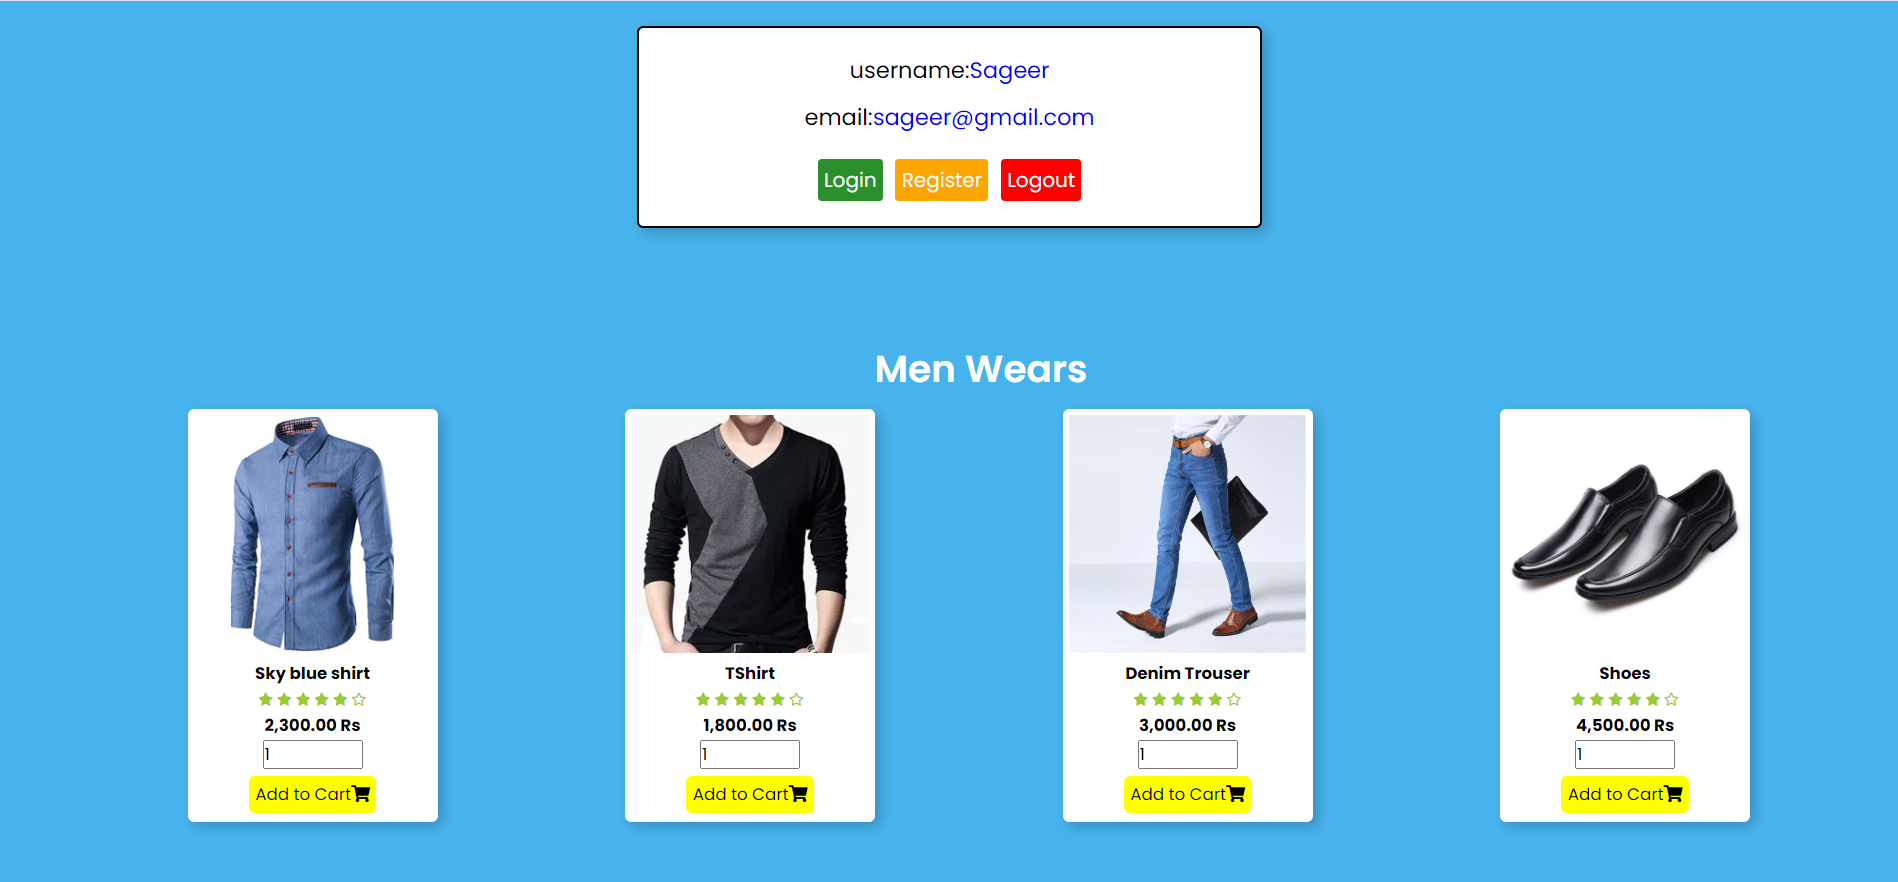 username:Sageer
email:sageer@gmail.com
Login Register Logout
Men Wears
Sky blue shirt
2,300.00 Rs
1
Add to Cart
TShirt
1,800.00 Rs
1
Add to Cart
Denim Trouser
3,000.00 Rs
1
Add to Cart
Shoes
4,500.00 Rs
1
Add to Cart